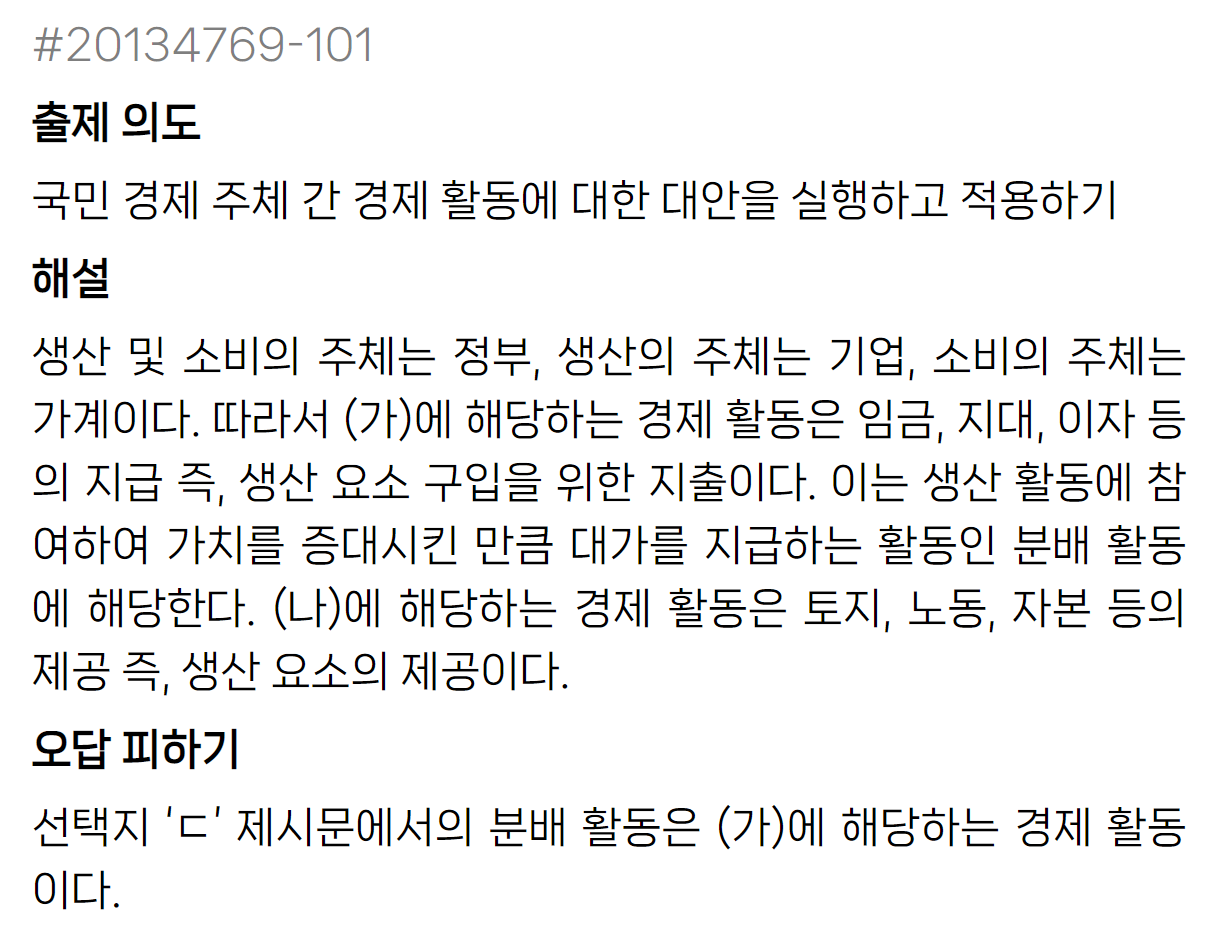 #20134769-101
출제 의도
국민 경제 주체 간 경제 활동에 대한 대안을 실행하고 적용하기
해설
생산 및 소비의 주체는 정부, 생산의 주체는 기업, 소비의 주체는
가계이다. 따라서 (가)에 해당하는 경제 활동은 임금, 지대, 이자 등
의 지급 즉, 생산 요소 구입을 위한 지출이다. 이는 생산 활동에 참
여하여 가치를 증대시킨 만큼 대가를 지급하는 활동인 분배 활동
에 해당한다. (나)에 해당하는 경제 활동은 토지, 노동, 자본 등의
제공 즉, 생산 요소의 제공이다.
오답 피하기
선택지 ‘ㄷ’ 제시문에서의 분배 활동은 (가)에 해당하는 경제 활동
이다.